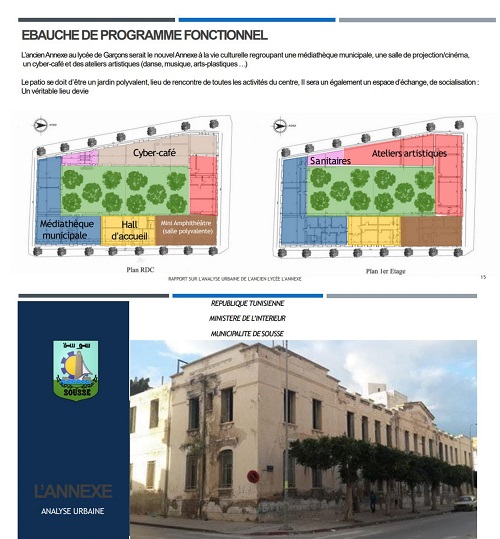 EBAUCHE DE PROGRAMME FONCTIONNEL
L'ancien Annexe au lycée de Garçons serait le nouvel Annexe à la vie culturelle regroupant une médiathèque municipale, une salle de projection/cinéma,
un cyber-café et des ateliers artistiques (danse, musique, arts-plastiques …)
Le patio se doit d'être un jardin polyvalent, lieu de rencontre de toutes les activités du centre, Il sera un également un espace d'échange, de socialisation :
Un véritable lieu devie
Cyber-café
Médiathèque
municipale
Hall
d'accueil
Mini Amphithéâtre
(salle polyvalente)
Plan RDC
Sanitaires
Ateliers artistiques
Plan 1er Etage
RAPPORT SUR L'ANALYSE URBAINE DE L'ANCIEN LYCÉE L'ANNEXE
15
REPUBLIQUE TUNISIENNE
MINISTERE DE L'INTERIEUR
MUNICIPALITE DE SOUSSE
سوسة
SOUSSE
L'ANNEXE
ANALYSE URBAINE